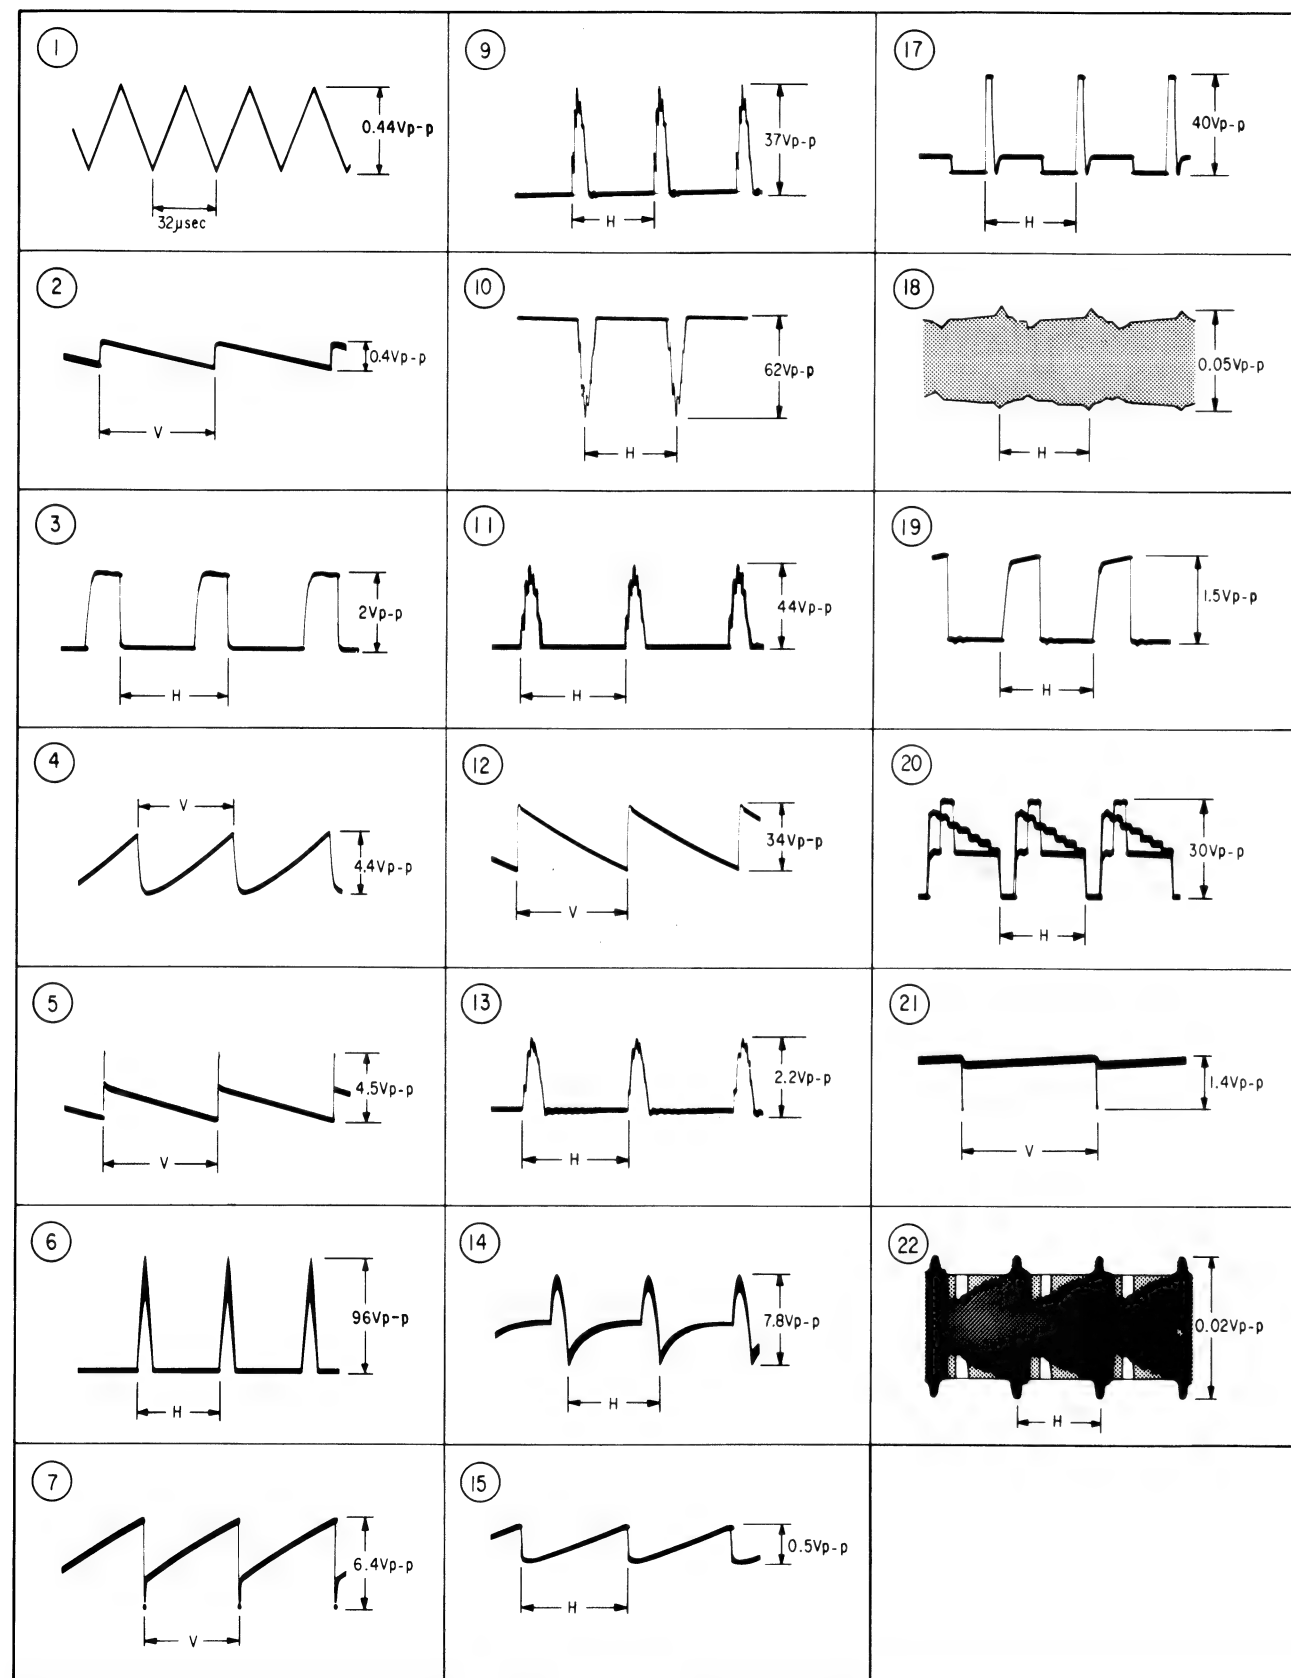 1
0.44Vp-p
32µsec
2
0.4Vp-p
V
3
2Vp-p
H
4
V
4.4Vp-p
5
4.5Vp-p
V
6
96Vp-p
H
7
6.4Vp-p
V
9
37Vp-p
H
10
62Vp-p
H
11
44Vp-p
H
12
34Vp-p
V
13
2.2Vp-p
H
14
7.8Vp-p
H
15
0.5Vp-p
H
17
40Vp-p
H
18
0.05Vp-p
H
19
1.5Vp-p
H
20
30Vp-p
H
21
1.4Vp-p
V
22
0.02Vp-p
H